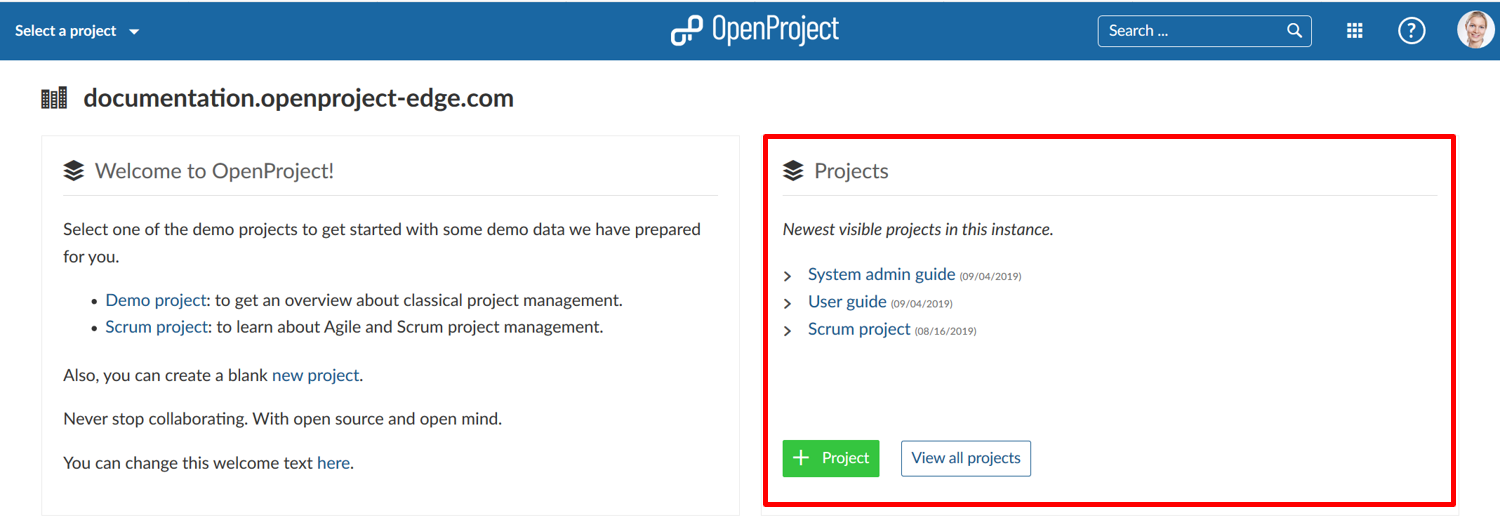 Select a project
OpenProject
Search ...
?
documentation.openproject-edge.com
Welcome to OpenProject!
Select one of the demo projects to get started with some demo data we have prepared
for you.
• Demo project: to get an overview about classical project management.
• Scrum project: to learn about Agile and Scrum project management.
Also, you can create a blank new project.
Never stop collaborating. With open source and open mind.
You can change this welcome text here.
Projects
Newest visible projects in this instance.
System admin guide (09/04/2019)
User guide (09/04/2019)
Scrum project (08/16/2019)
+ Project
View all projects